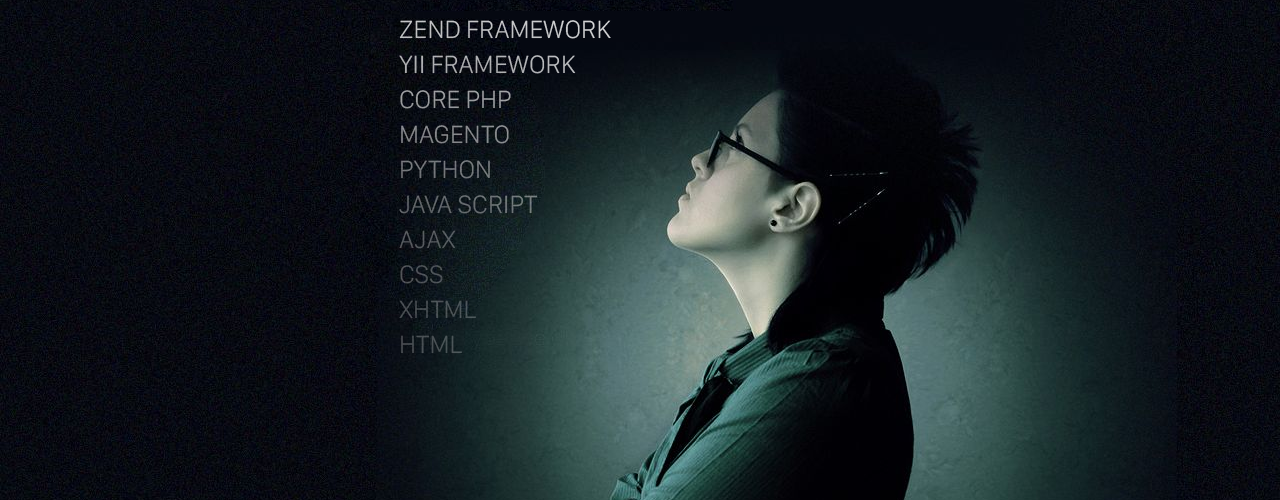 ZEND FRAMEWORK
YII FRAMEWORK
CORE PHP
MAGENTO
PYTHON
JAVA SCRIPT
AJAX
CSS
XHTML
HTML